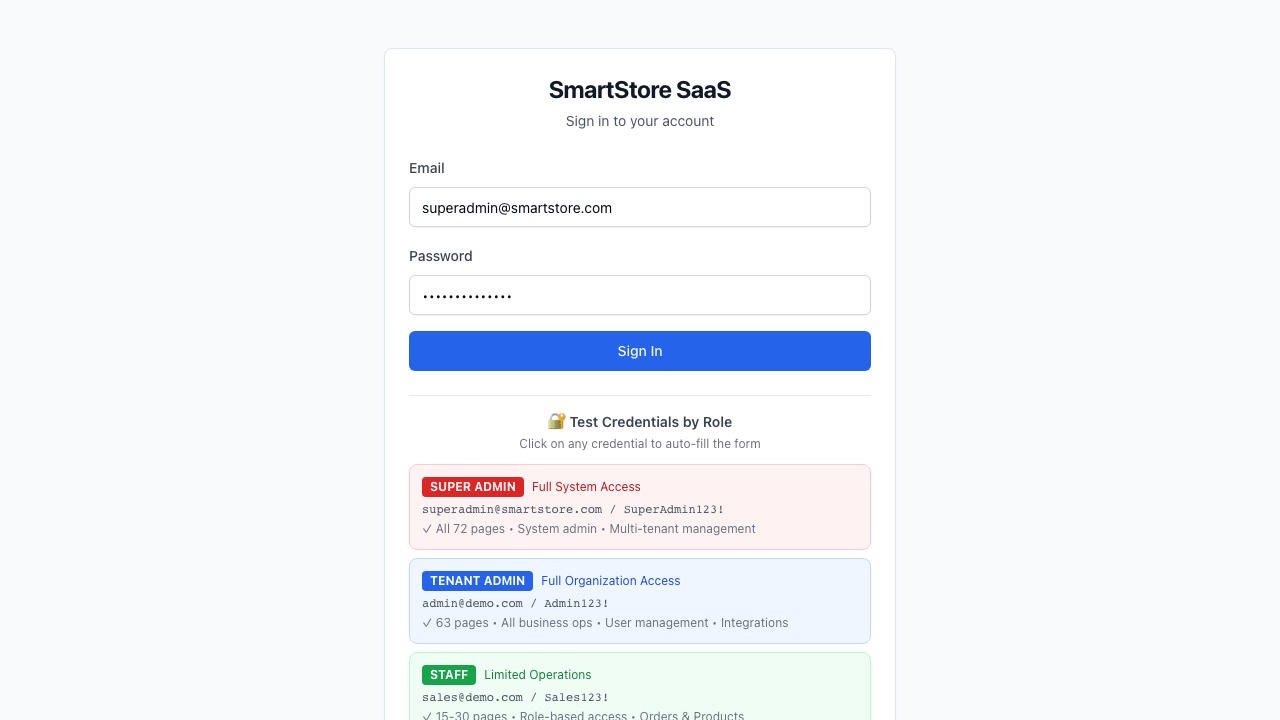 SmartStore SaaS
Sign in to your account
Email
superadmin@smartstore.com
Password
••••••••••••••
Sign In
🔐 Test Credentials by Role
Click on any credential to auto-fill the form
SUPER ADMIN Full System Access
superadmin@smartstore.com / SuperAdmin123!
✓ All 72 pages • System admin • Multi-tenant management
TENANT ADMIN Full Organization Access
admin@demo.com / Admin123!
✓ 63 pages • All business ops • User management • Integrations
STAFF Limited Operations
sales@demo.com / Sales123!
✓ 15-30 pages • Role-based access • Orders & Products